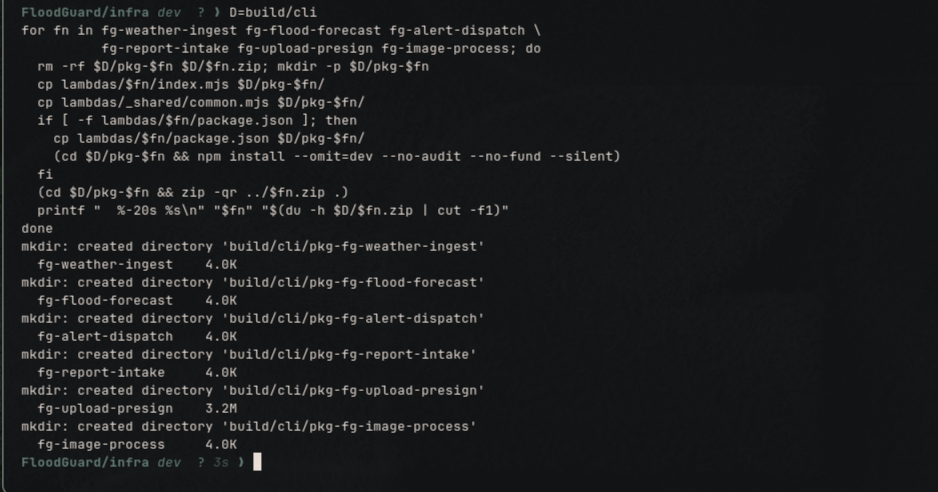 FloodGuard/infra dev ? ) D=build/cli
for fn in fg-weather-ingest fg-flood-forecast fg-alert-dispatch \
          fg-report-intake fg-upload-presign fg-image-process; do
  rm -rf $D/pkg-$fn $D/$fn.zip; mkdir -p $D/pkg-$fn
  cp lambdas/$fn/index.mjs $D/pkg-$fn/
  cp lambdas/_shared/common.mjs $D/pkg-$fn/
  if [ -f lambdas/$fn/package.json ]; then
    cp lambdas/$fn/package.json $D/pkg-$fn/
    (cd $D/pkg-$fn && npm install --omit=dev --no-audit --no-fund --silent)
  fi
  (cd $D/pkg-$fn && zip -qr ../$fn.zip .)
  printf "  %-20s %s\n" "$fn" "$(du -h $D/$fn.zip | cut -f1)"
done
mkdir: created directory 'build/cli/pkg-fg-weather-ingest'
  fg-weather-ingest    4.0K
mkdir: created directory 'build/cli/pkg-fg-flood-forecast'
  fg-flood-forecast    4.0K
mkdir: created directory 'build/cli/pkg-fg-alert-dispatch'
  fg-alert-dispatch    4.0K
mkdir: created directory 'build/cli/pkg-fg-report-intake'
  fg-report-intake     4.0K
mkdir: created directory 'build/cli/pkg-fg-upload-presign'
  fg-upload-presign    3.2M
mkdir: created directory 'build/cli/pkg-fg-image-process'
  fg-image-process     4.0K
FloodGuard/infra dev ? 3s )